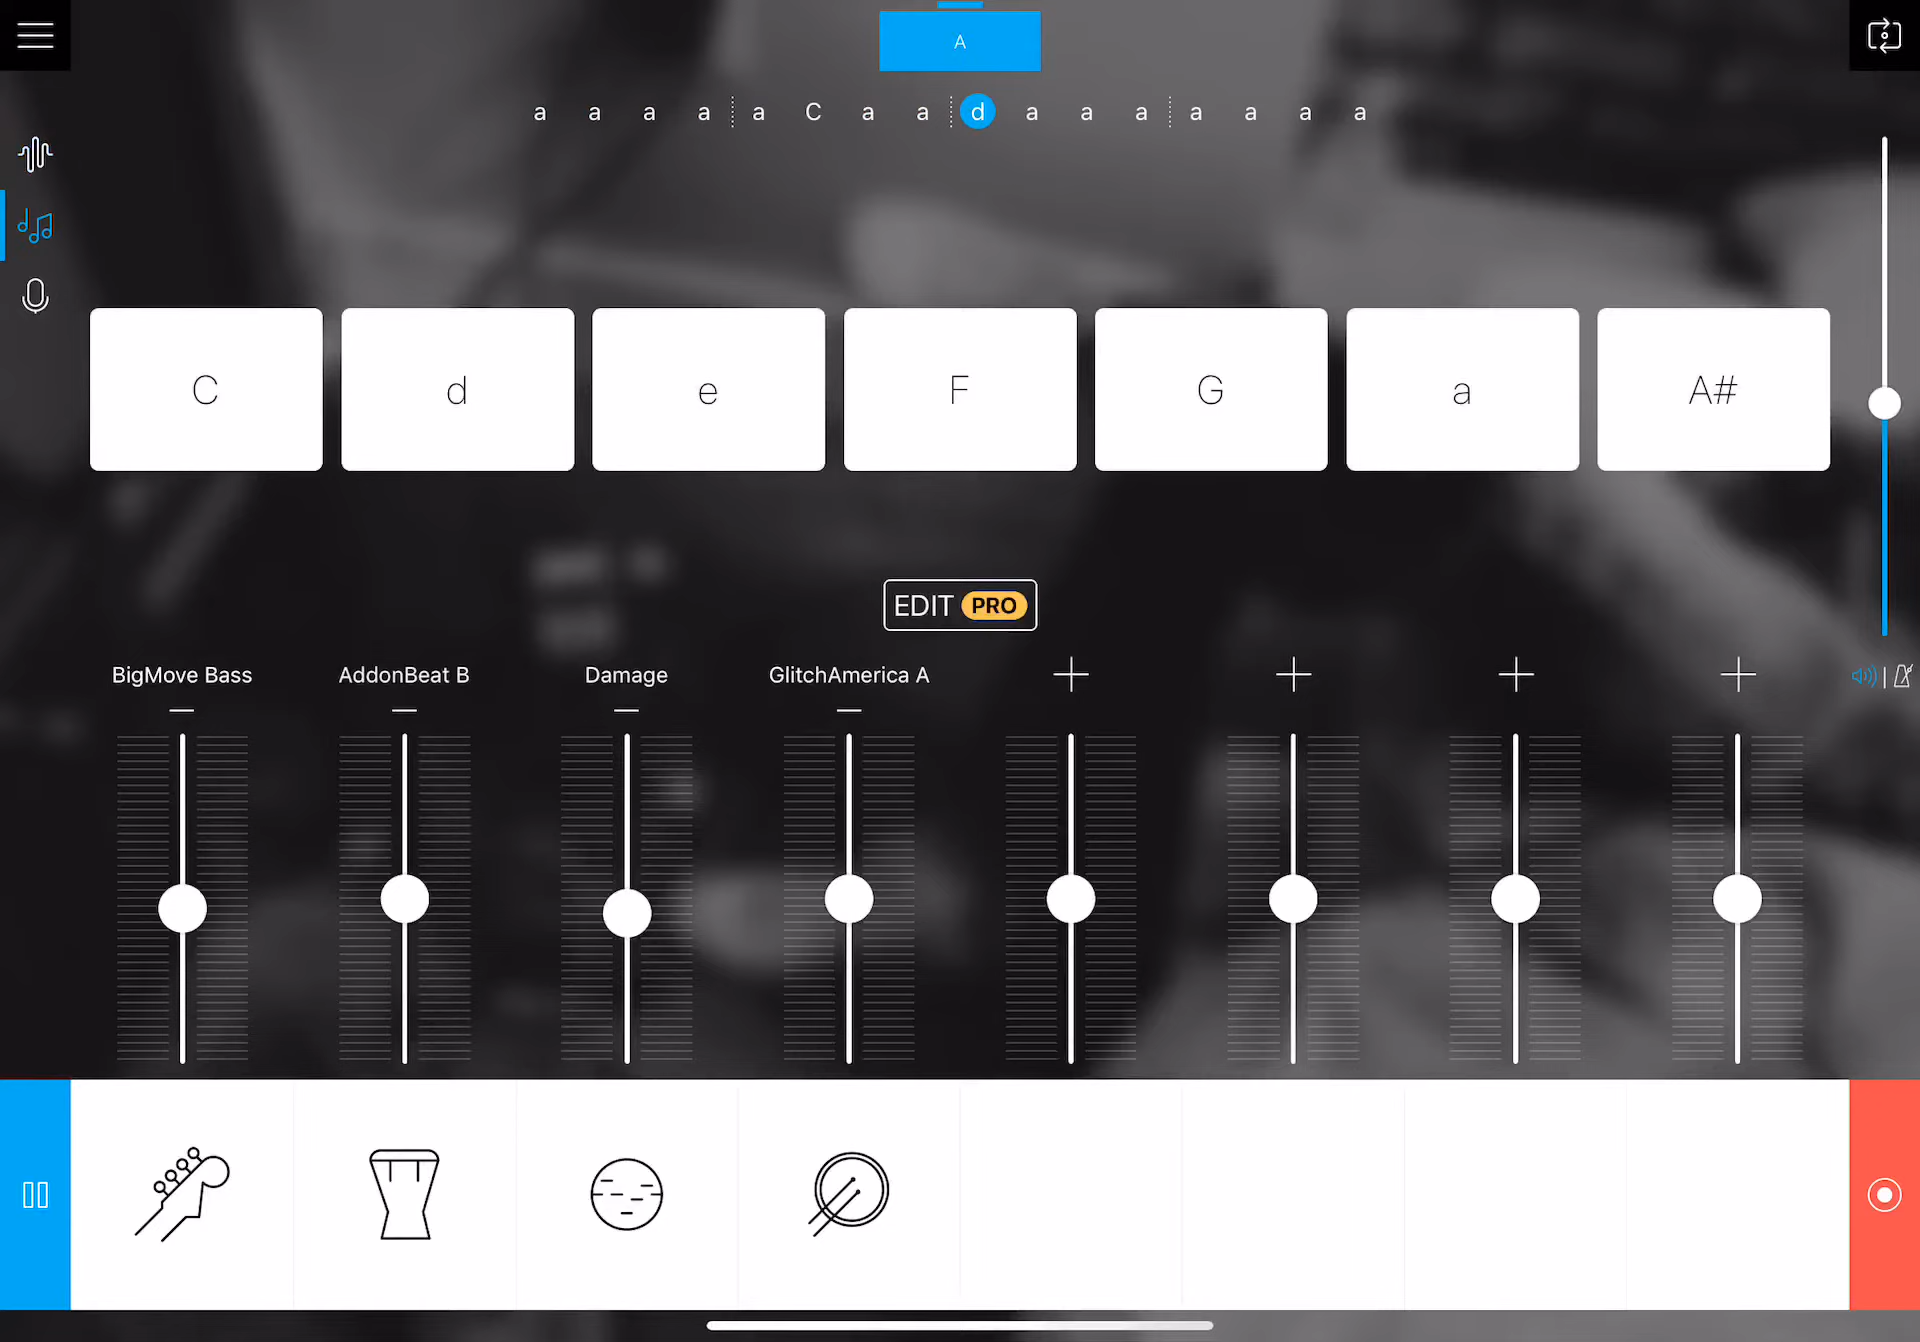 A
a a a a a C a a d a a a a a a a
C d e F G a A#
EDIT PRO
BigMove Bass AddonBeat B Damage GlitchAmerica A